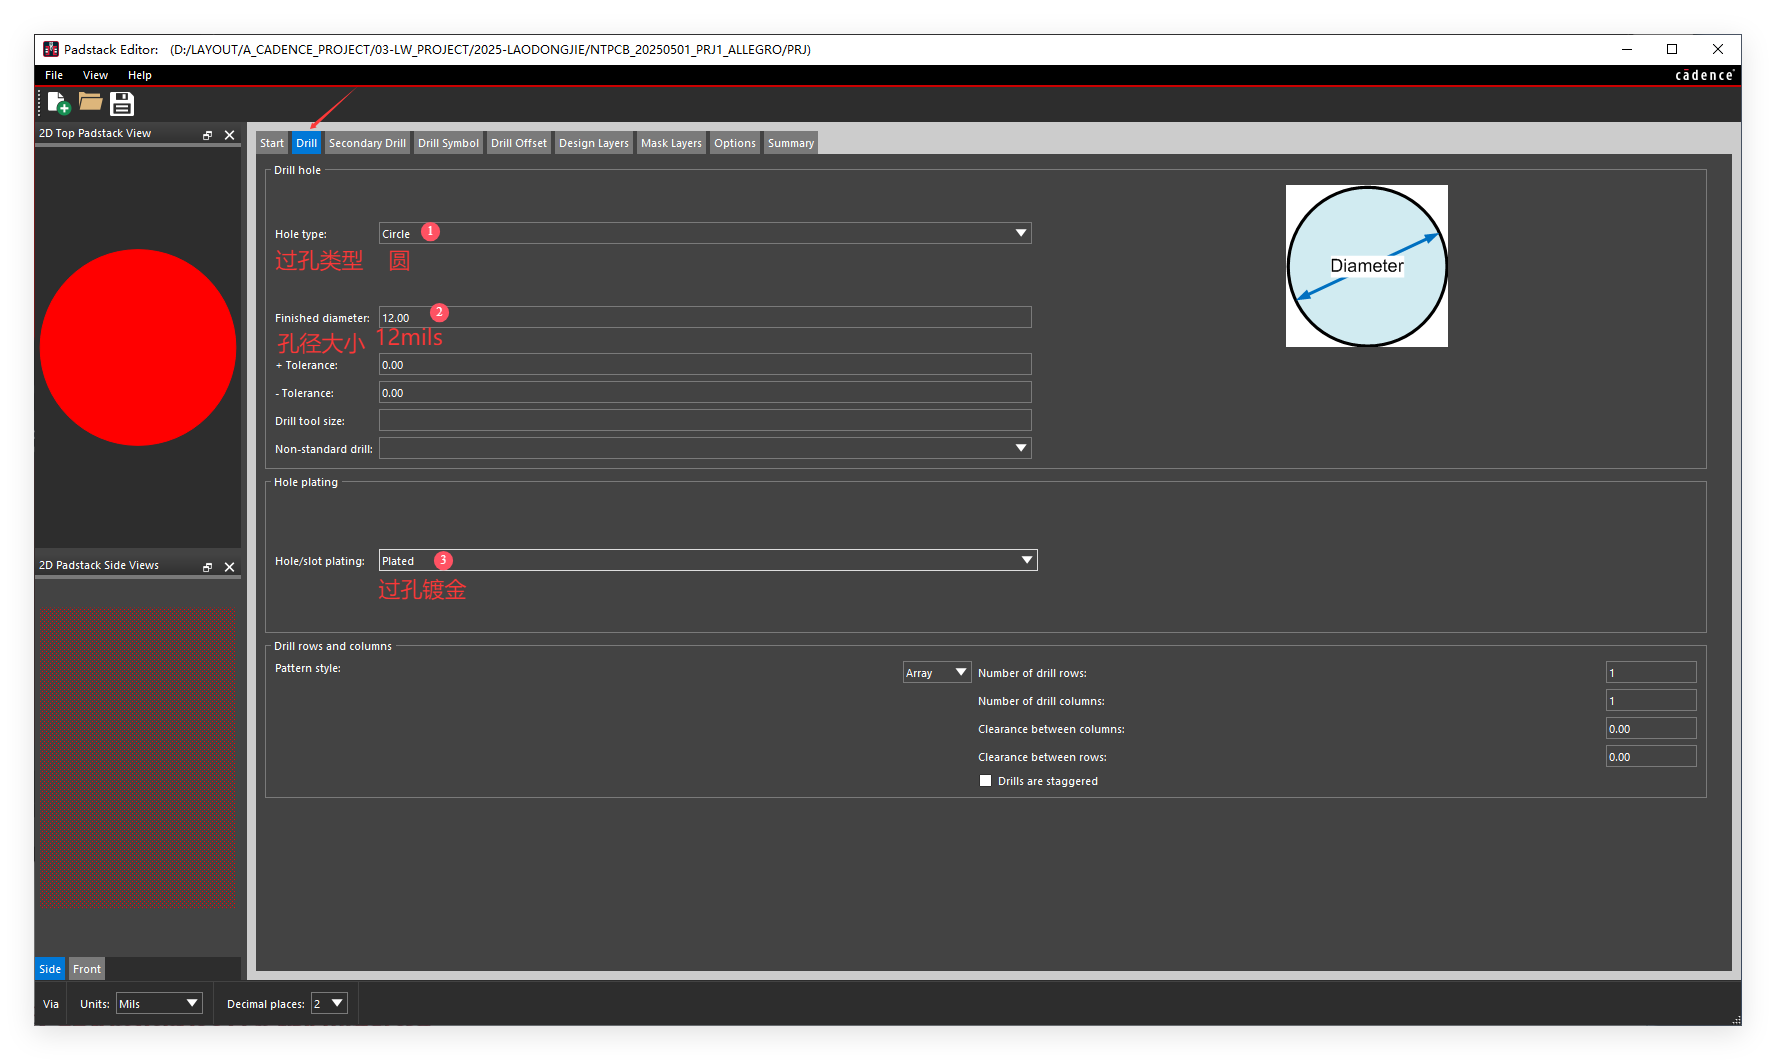 Padstack Editor: (D:/LAYOUT/A_CADENCE_PROJECT/03-LW_PROJECT/2025-LAODONGJIE/NTPCB_20250501_PRJ1_ALLEGRO/PRJ)
File View Help
cādence
2D Top Padstack View
Start Drill Secondary Drill Drill Symbol Drill Offset Design Layers Mask Layers Options Summary
Drill hole
Hole type: Circle 1
过孔类型 圆
Diameter
Finished diameter: 12.00 2
孔径大小 12mils
+ Tolerance: 0.00
- Tolerance: 0.00
Drill tool size:
Non-standard drill:
Hole plating
Hole/slot plating: Plated 3
过孔镀金
2D Padstack Side Views
Drill rows and columns
Pattern style: Array
Number of drill rows: 1
Number of drill columns: 1
Clearance between columns: 0.00
Clearance between rows: 0.00
Drills are staggered
Side Front
Via Units: Mils Decimal places: 2